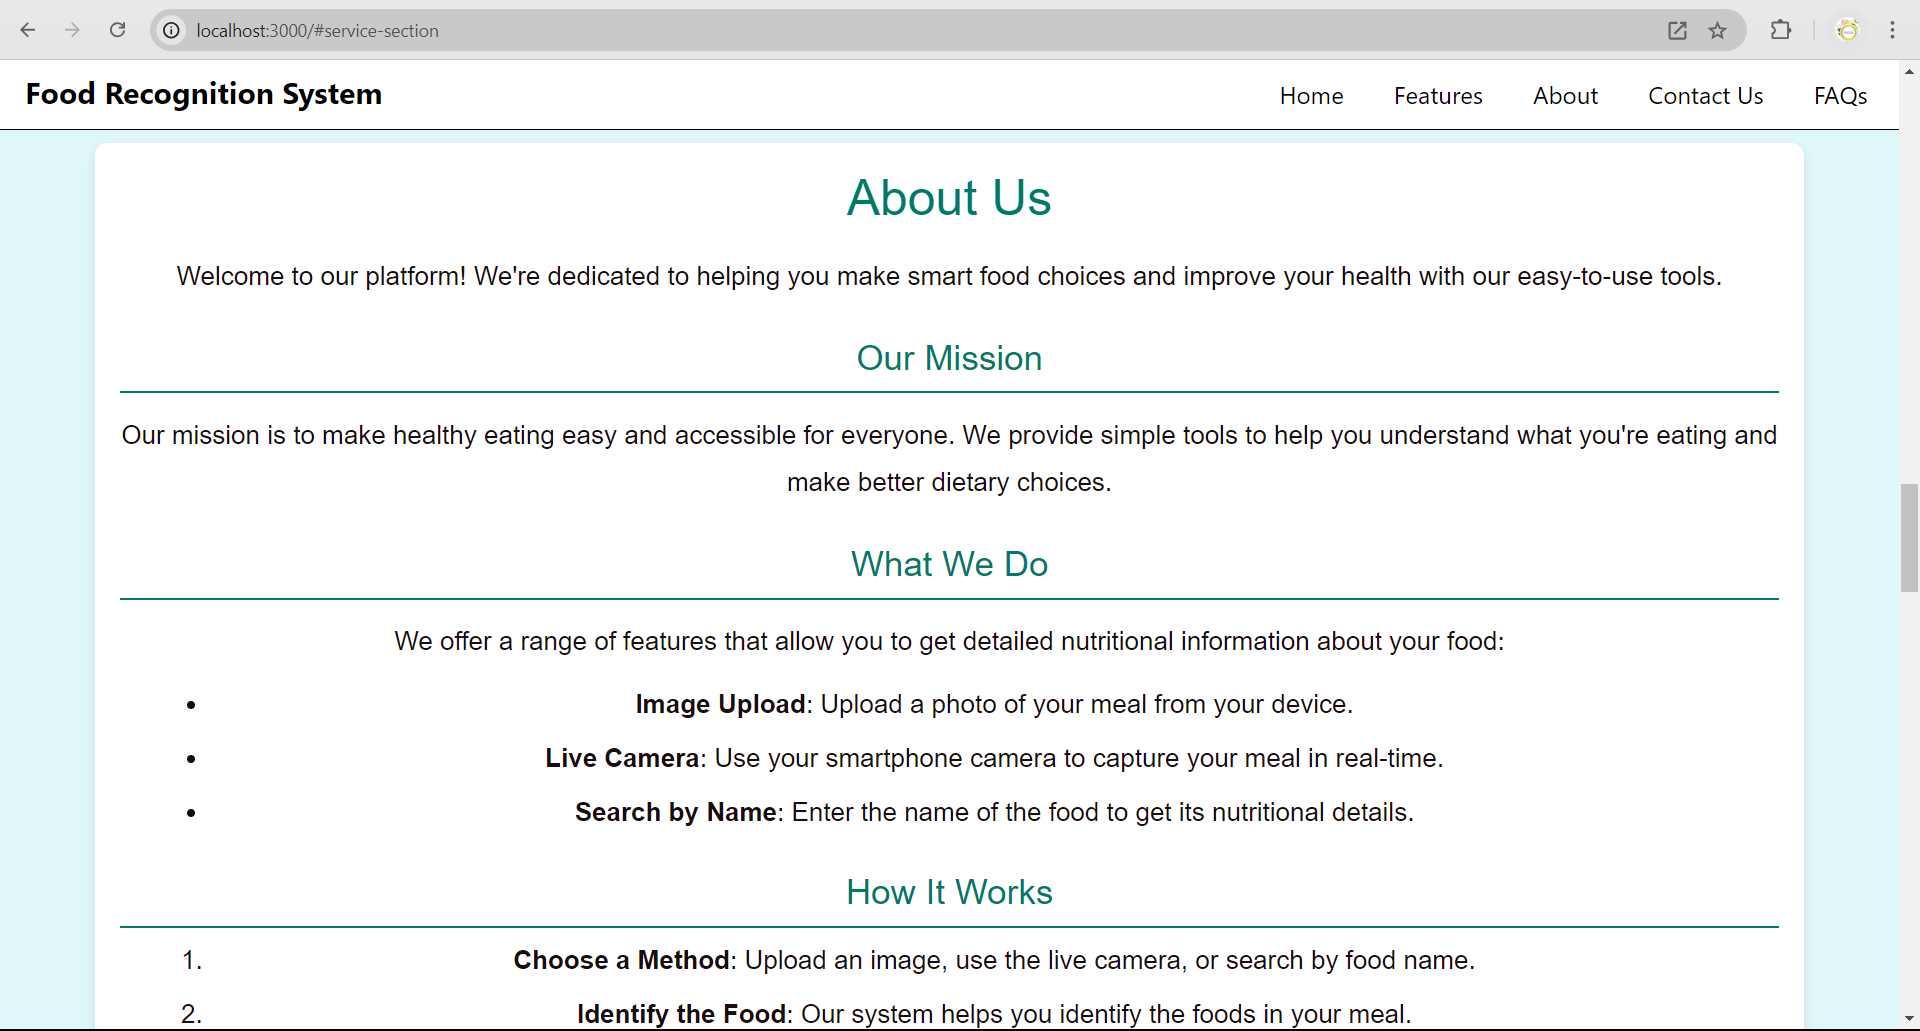 localhost:3000/#service-section
Food Recognition System
Home
Features
About
Contact Us
FAQs
About Us
Welcome to our platform! We're dedicated to helping you make smart food choices and improve your health with our easy-to-use tools.
Our Mission
Our mission is to make healthy eating easy and accessible for everyone. We provide simple tools to help you understand what you're eating and
make better dietary choices.
What We Do
We offer a range of features that allow you to get detailed nutritional information about your food:
• Image Upload: Upload a photo of your meal from your device.
• Live Camera: Use your smartphone camera to capture your meal in real-time.
• Search by Name: Enter the name of the food to get its nutritional details.
How It Works
1. Choose a Method: Upload an image, use the live camera, or search by food name.
2. Identify the Food: Our system helps you identify the foods in your meal.